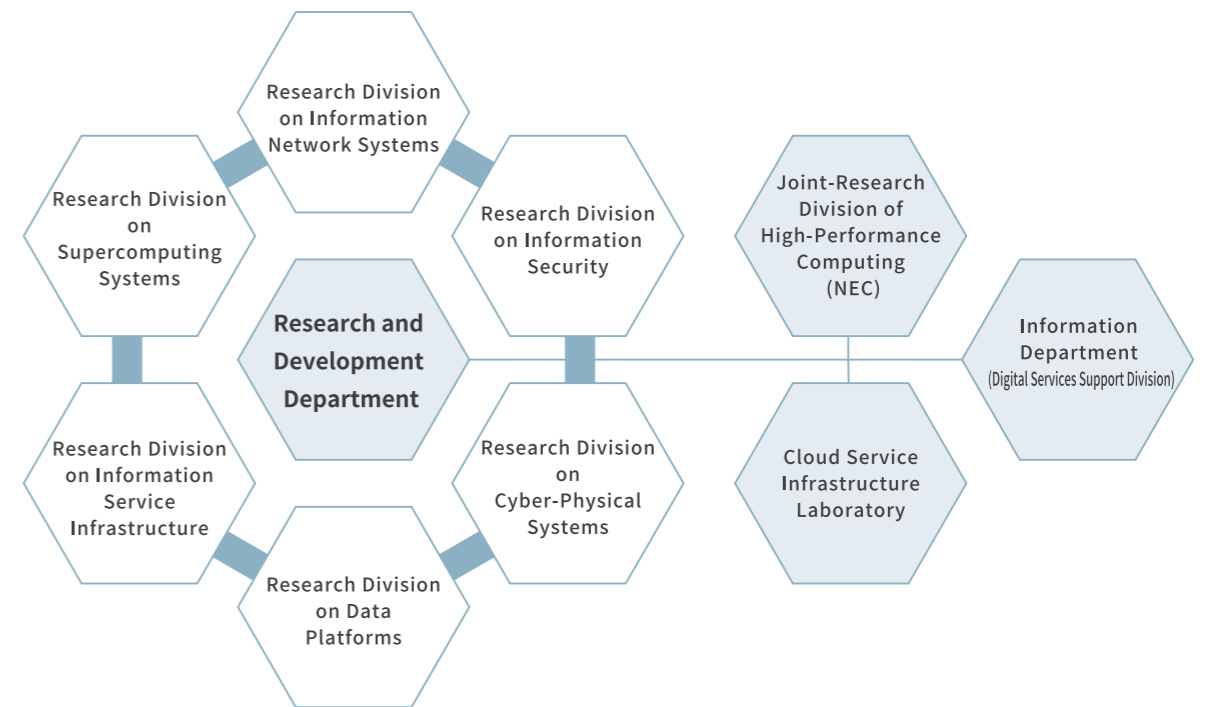 Research Division
on Information
Network Systems
Research Division
on
Supercomputing
Systems
Research Division
on Information
Security
Joint-Research
Division of
High-Performance
Computing
(NEC)
Research and
Development
Department
Information
Department
(Digital Services Support Division)
Research Division
on Information
Service
Infrastructure
Research Division
on
Cyber-Physical
Systems
Cloud Service
Infrastructure
Laboratory
Research Division
on Data
Platforms